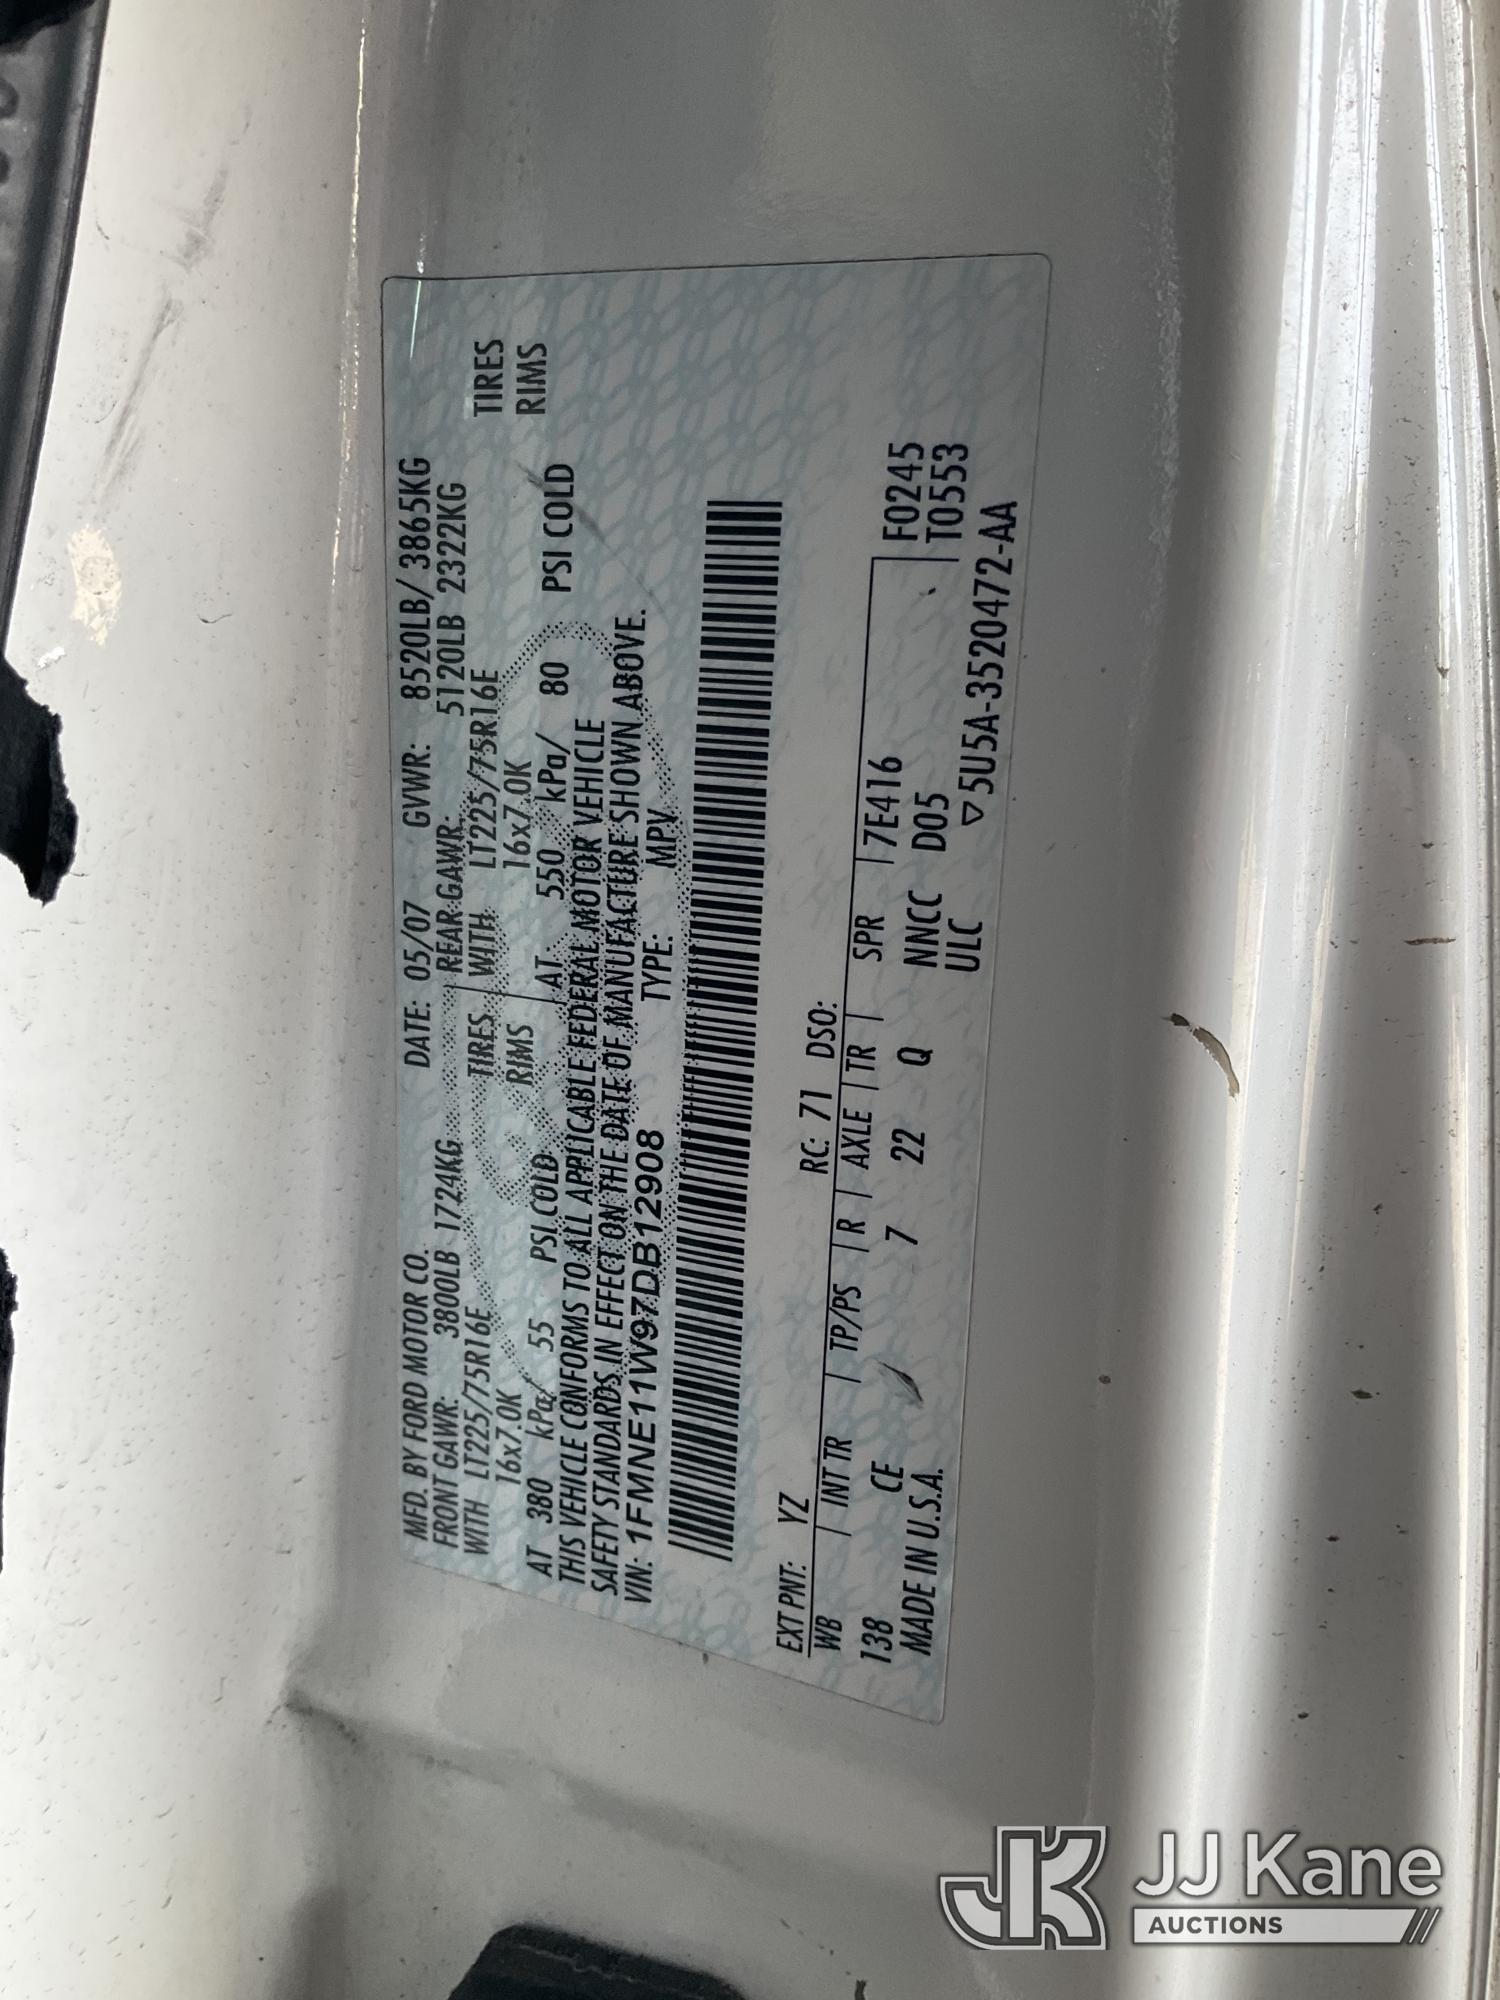 MFD. BY FORD MOTOR CO. DATE: 05/07 GVWR: 8520LB/ 3865KG
FRONT GAWR: 3800LB 1724KG REAR GAWR: 5120LB 2322KG
WITH LT225/75R16E TIRES WITH LT225/75R16E TIRES
16x7.0K RIMS 16x7.0K RIMS
AT 380 kPa/ 55 PSI COLD AT 550 kPa/ 80 PSI COLD
THIS VEHICLE CONFORMS TO ALL APPLICABLE FEDERAL MOTOR VEHICLE
SAFETY STANDARDS IN EFFECT ON THE DATE OF MANUFACTURE SHOWN ABOVE.
VIN: 1FMNE11W97DB12908 TYPE: MPV
EXT PNT: YZ RC: 71 DSO:
WB INT TR TP/PS R AXLE TR SPR 7E416 F0245
138 CE 7 22 Q NNCC D05 T0553
MADE IN U.S.A. ULC 5U5A-3520472-AA
JK JJ Kane
AUCTIONS